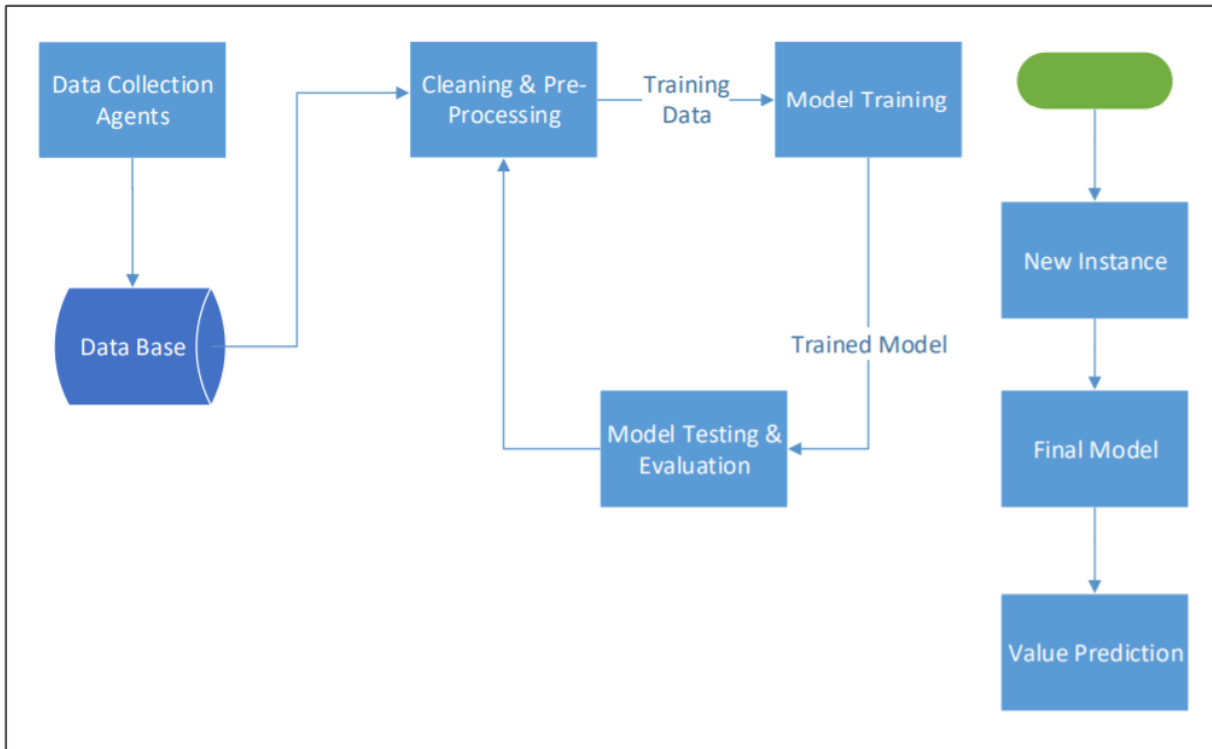 Data Collection
Agents
Cleaning & Pre-
Processing
Training
Data
Model Training
New Instance
Data Base
Trained Model
Model Testing &
Evaluation
Final Model
Value Prediction